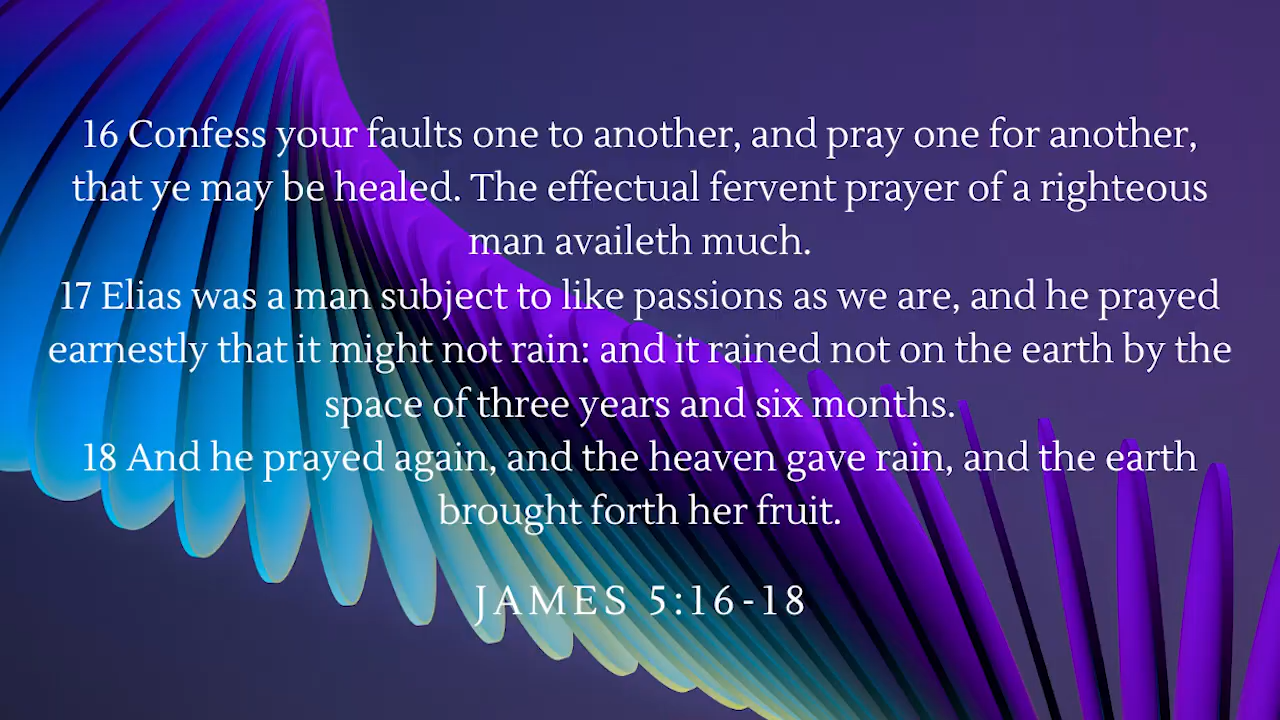 16 Confess your faults one to another, and pray one for another,
that ye may be healed. The effectual fervent prayer of a righteous
man availeth much.
17 Elias was a man subject to like passions as we are, and he prayed
earnestly that it might not rain: and it rained not on the earth by the
space of three years and six months.
18 And he prayed again, and the heaven gave rain, and the earth
brought forth her fruit.
JAMES 5:16-18